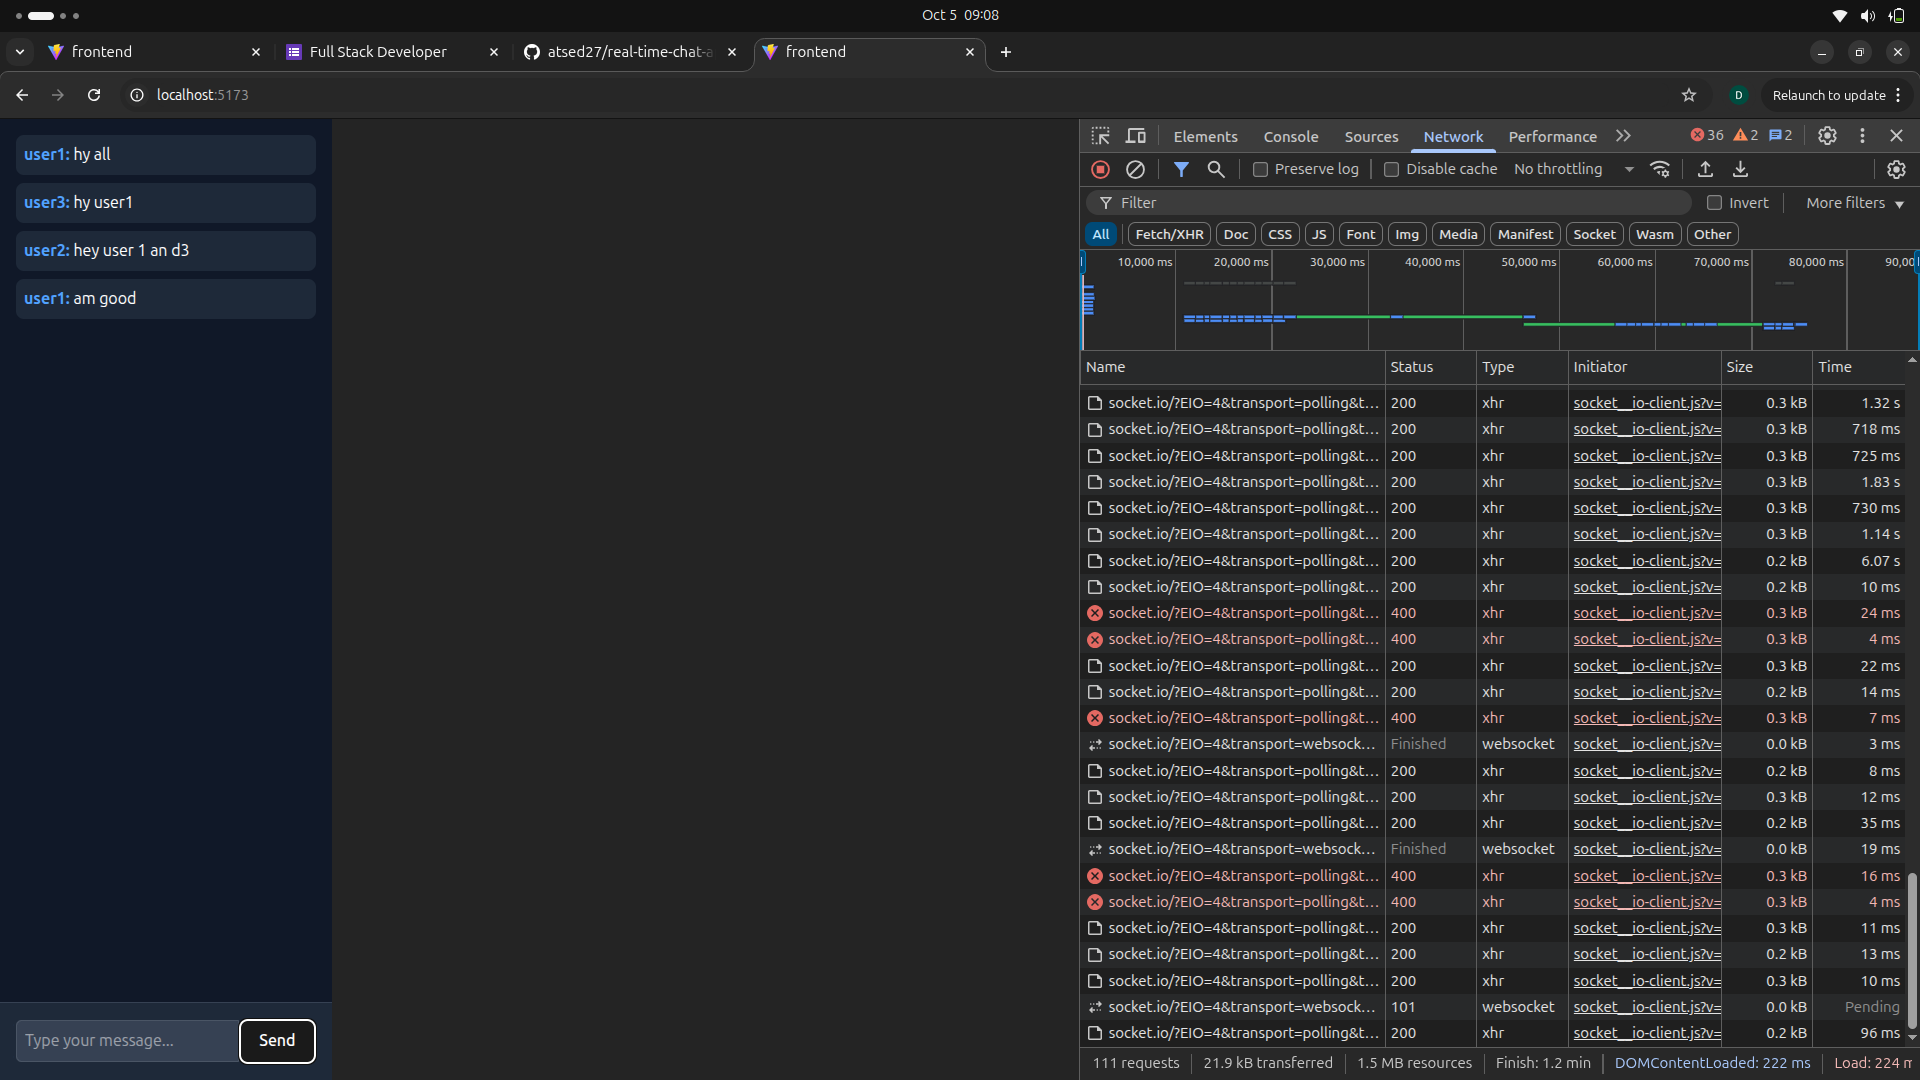 Oct 5 09:08
frontend
Full Stack Developer
atsed27/real-time-chat-a
frontend
localhost:5173
D
Relaunch to update
user1: hy all
user3: hy user1
user2: hey user 1 an d3
user1: am good
Type your message...
Send
Elements Console Sources Network Performance 36 2 2
Preserve log Disable cache No throttling
Filter Invert More filters
All Fetch/XHR Doc CSS JS Font Img Media Manifest Socket Wasm Other
10,000 ms 20,000 ms 30,000 ms 40,000 ms 50,000 ms 60,000 ms 70,000 ms 80,000 ms 90,00
Name Status Type Initiator Size Time
socket.io/?EIO=4&transport=polling&t... 200 xhr socket__io-client.js?v= 0.3 kB 1.32 s
socket.io/?EIO=4&transport=polling&t... 200 xhr socket__io-client.js?v= 0.3 kB 718 ms
socket.io/?EIO=4&transport=polling&t... 200 xhr socket__io-client.js?v= 0.3 kB 725 ms
socket.io/?EIO=4&transport=polling&t... 200 xhr socket__io-client.js?v= 0.3 kB 1.83 s
socket.io/?EIO=4&transport=polling&t... 200 xhr socket__io-client.js?v= 0.3 kB 730 ms
socket.io/?EIO=4&transport=polling&t... 200 xhr socket__io-client.js?v= 0.3 kB 1.14 s
socket.io/?EIO=4&transport=polling&t... 200 xhr socket__io-client.js?v= 0.2 kB 6.07 s
socket.io/?EIO=4&transport=polling&t... 200 xhr socket__io-client.js?v= 0.2 kB 10 ms
socket.io/?EIO=4&transport=polling&t... 400 xhr socket__io-client.js?v= 0.3 kB 24 ms
socket.io/?EIO=4&transport=polling&t... 400 xhr socket__io-client.js?v= 0.3 kB 4 ms
socket.io/?EIO=4&transport=polling&t... 200 xhr socket__io-client.js?v= 0.3 kB 22 ms
socket.io/?EIO=4&transport=polling&t... 200 xhr socket__io-client.js?v= 0.2 kB 14 ms
socket.io/?EIO=4&transport=polling&t... 400 xhr socket__io-client.js?v= 0.3 kB 7 ms
socket.io/?EIO=4&transport=websock... Finished websocket socket__io-client.js?v= 0.0 kB 3 ms
socket.io/?EIO=4&transport=polling&t... 200 xhr socket__io-client.js?v= 0.2 kB 8 ms
socket.io/?EIO=4&transport=polling&t... 200 xhr socket__io-client.js?v= 0.3 kB 12 ms
socket.io/?EIO=4&transport=polling&t... 200 xhr socket__io-client.js?v= 0.2 kB 35 ms
socket.io/?EIO=4&transport=websock... Finished websocket socket__io-client.js?v= 0.0 kB 19 ms
socket.io/?EIO=4&transport=polling&t... 400 xhr socket__io-client.js?v= 0.3 kB 16 ms
socket.io/?EIO=4&transport=polling&t... 400 xhr socket__io-client.js?v= 0.3 kB 4 ms
socket.io/?EIO=4&transport=polling&t... 200 xhr socket__io-client.js?v= 0.3 kB 11 ms
socket.io/?EIO=4&transport=polling&t... 200 xhr socket__io-client.js?v= 0.2 kB 13 ms
socket.io/?EIO=4&transport=polling&t... 200 xhr socket__io-client.js?v= 0.3 kB 10 ms
socket.io/?EIO=4&transport=websock... 101 websocket socket__io-client.js?v= 0.0 kB Pending
socket.io/?EIO=4&transport=polling&t... 200 xhr socket__io-client.js?v= 0.2 kB 96 ms
111 requests 21.9 kB transferred 1.5 MB resources Finish: 1.2 min DOMContentLoaded: 222 ms Load: 224 m